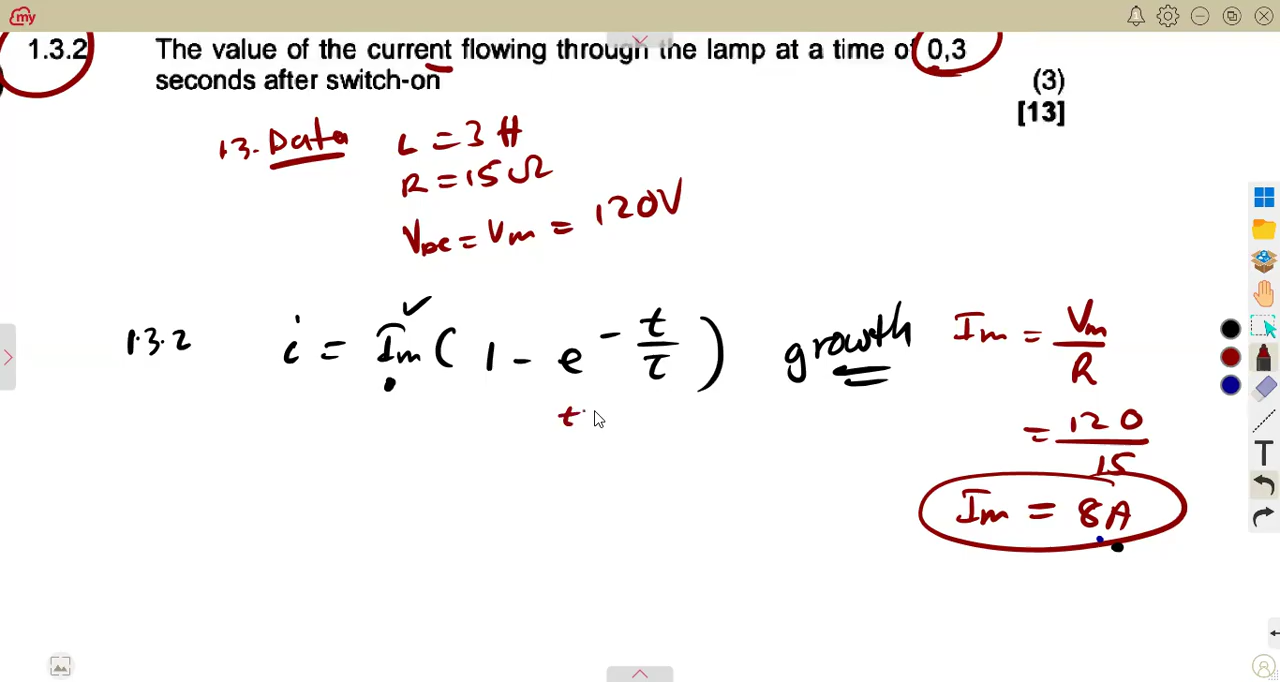 my
1.3.2 The value of the current flowing through the lamp at a time of 0,3
seconds after switch-on
(3)
[13]
13. Data L = 3 H
R = 15 Ω
VDC = Vm = 120V
1.3.2 i = Im ( 1 - e - t/τ ) growth
t
Im = Vm/R
= 120/15
Im = 8A
T